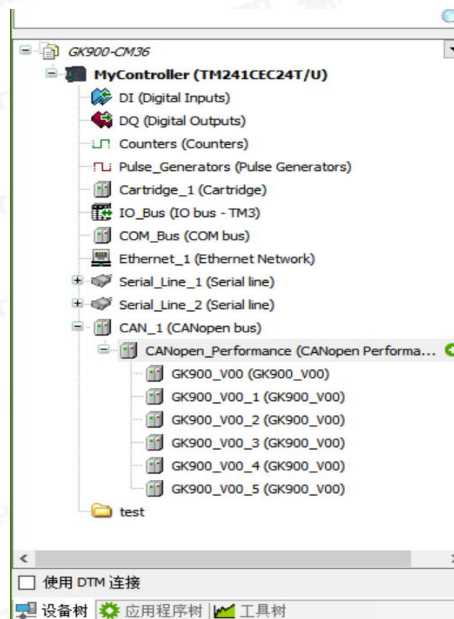 GK900-CM36
MyController (TM241CEC24T/U)
DI (Digital Inputs)
DQ (Digital Outputs)
Counters (Counters)
Pulse_Generators (Pulse Generators)
Cartridge_1 (Cartridge)
IO_Bus (IO bus - TM3)
COM_Bus (COM bus)
Ethernet_1 (Ethernet Network)
Serial_Line_1 (Serial line)
Serial_Line_2 (Serial line)
CAN_1 (CANopen bus)
CANopen_Performance (CANopen Performa...
GK900_V00 (GK900_V00)
GK900_V00_1 (GK900_V00)
GK900_V00_2 (GK900_V00)
GK900_V00_3 (GK900_V00)
GK900_V00_4 (GK900_V00)
GK900_V00_5 (GK900_V00)
test
使用 DTM 连接
设备树 应用程序树 工具树